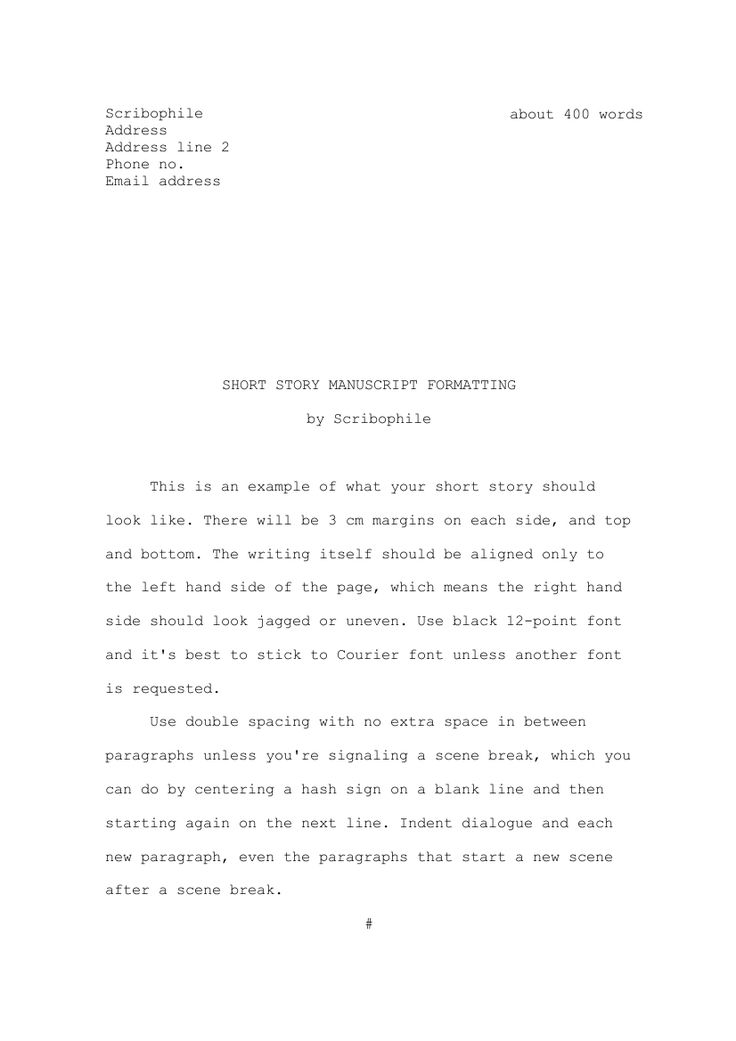 Scribophile
about 400 words
Address
Address line 2
Phone no.
Email address
SHORT STORY MANUSCRIPT FORMATTING
by Scribophile
This is an example of what your short story should
look like. There will be 3 cm margins on each side, and top
and bottom. The writing itself should be aligned only to
the left hand side of the page, which means the right hand
side should look jagged or uneven. Use black 12-point font
and it's best to stick to Courier font unless another font
is requested.
Use double spacing with no extra space in between
paragraphs unless you're signaling a scene break, which you
can do by centering a hash sign on a blank line and then
starting again on the next line. Indent dialogue and each
new paragraph, even the paragraphs that start a new scene
after a scene break.
#